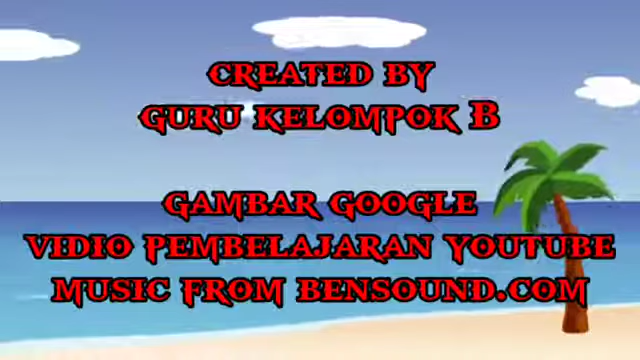 CREATED BY
GURU KELOMPOK B
GAMBAR GOOGLE
VIDIO PEMBELAJARAN YOUTUBE
MUSIC FROM BENSOUND.COM